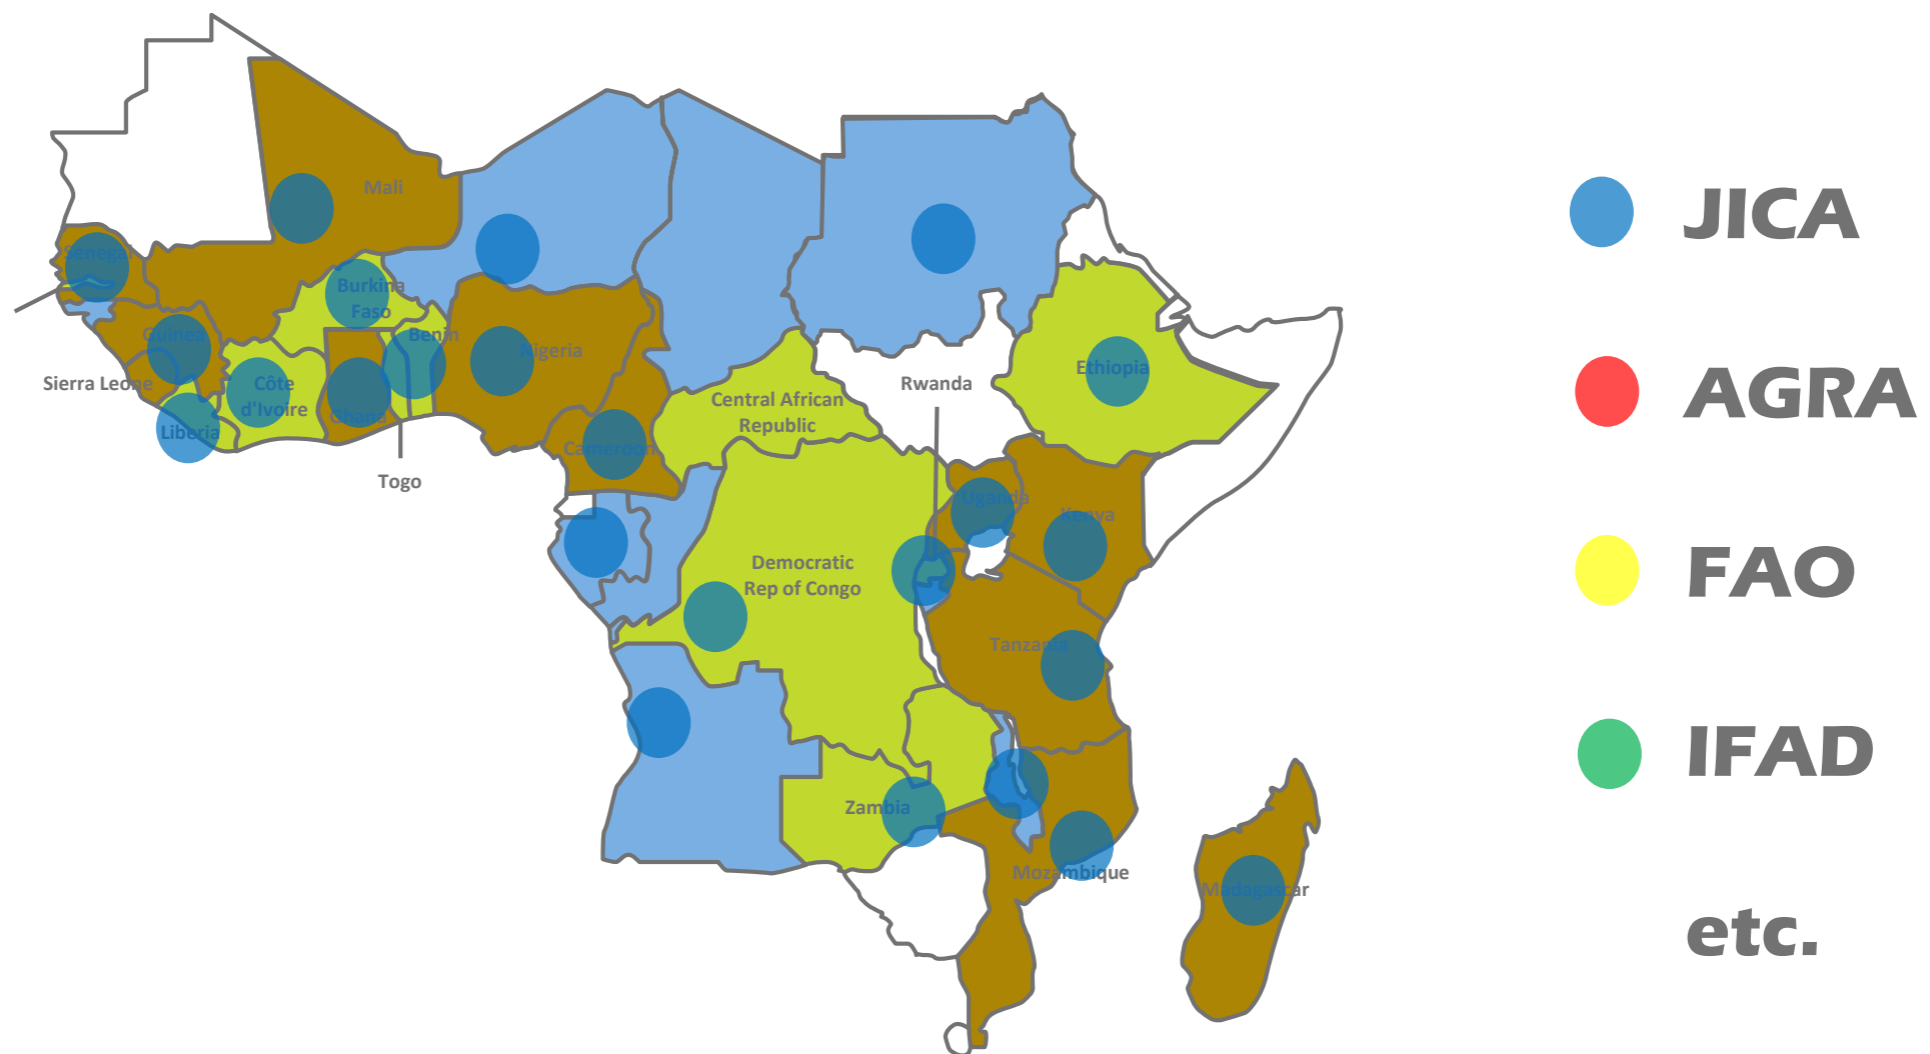 Mali
Senegal
Burkina
Faso
Guinea
Benin
Nigeria
Sierra Leone
Côte
d'Ivoire
Ghana
Liberia
Togo
Cameroon
Central African
Republic
Rwanda
Ethiopia
Uganda
Kenya
Democratic
Rep of Congo
Tanzania
Zambia
Mozambique
Madagascar
JICA
AGRA
FAO
IFAD
etc.